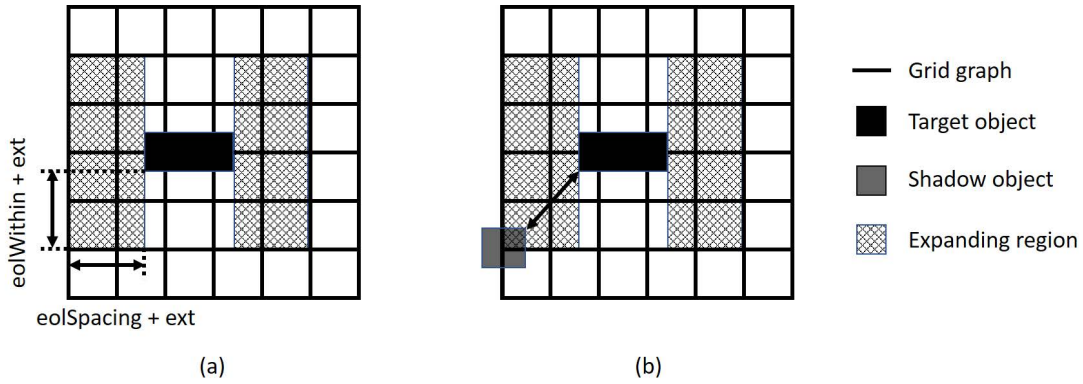 eolWithin + ext
eolSpacing + ext
(a)
(b)
Grid graph
Target object
Shadow object
Expanding region